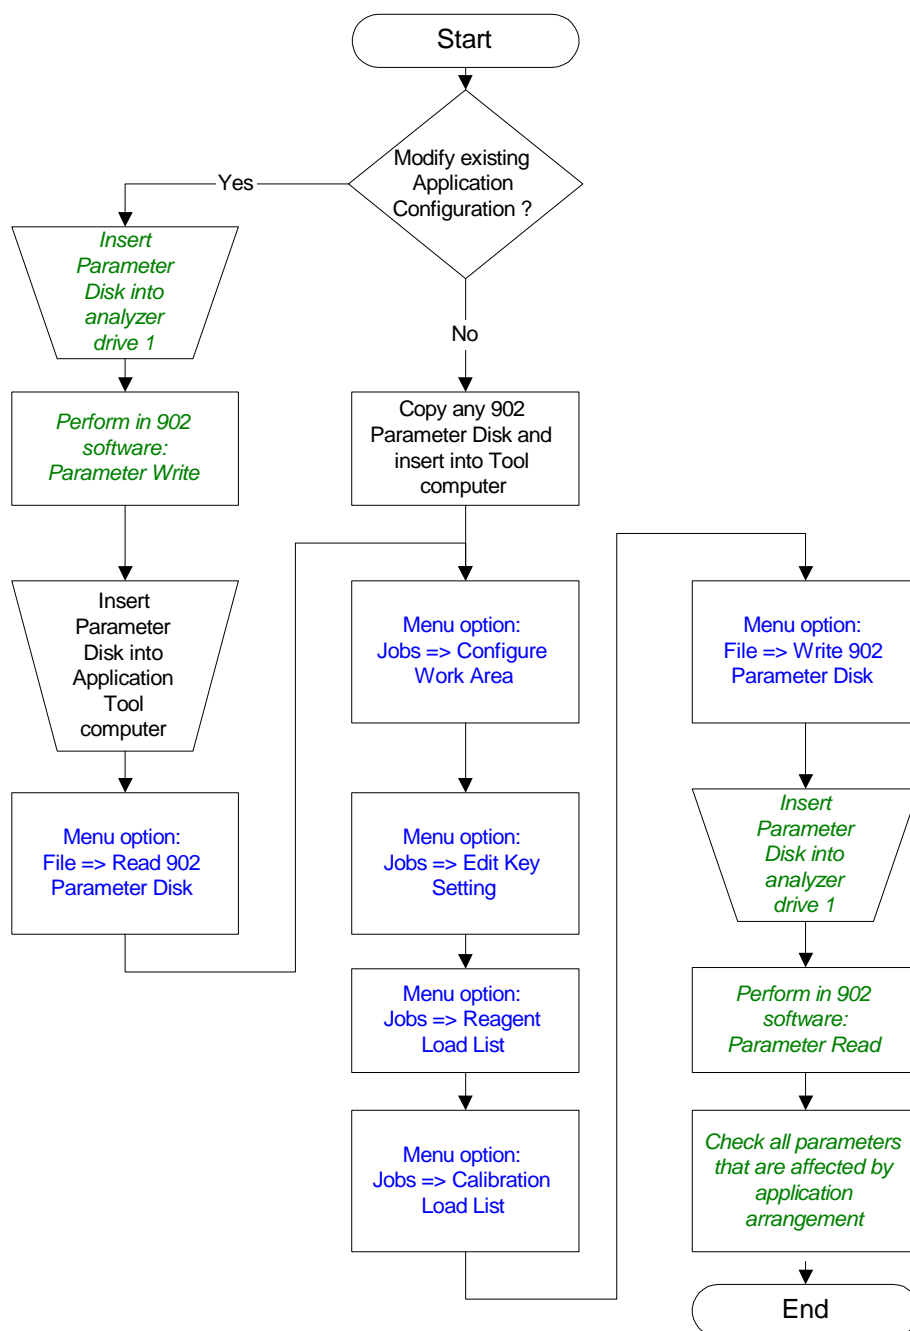 Start
Modify existing
Application
Configuration ?
Yes
No
Insert
Parameter
Disk into
analyzer
drive 1
Perform in 902
software:
Parameter Write
Insert
Parameter
Disk into
Application
Tool
computer
Menu option:
File => Read 902
Parameter Disk
Copy any 902
Parameter Disk and
insert into Tool
computer
Menu option:
Jobs => Configure
Work Area
Menu option:
Jobs => Edit Key
Setting
Menu option:
Jobs => Reagent
Load List
Menu option:
Jobs => Calibration
Load List
Menu option:
File => Write 902
Parameter Disk
Insert
Parameter
Disk into
analyzer
drive 1
Perform in 902
software:
Parameter Read
Check all parameters
that are affected by
application
arrangement
End